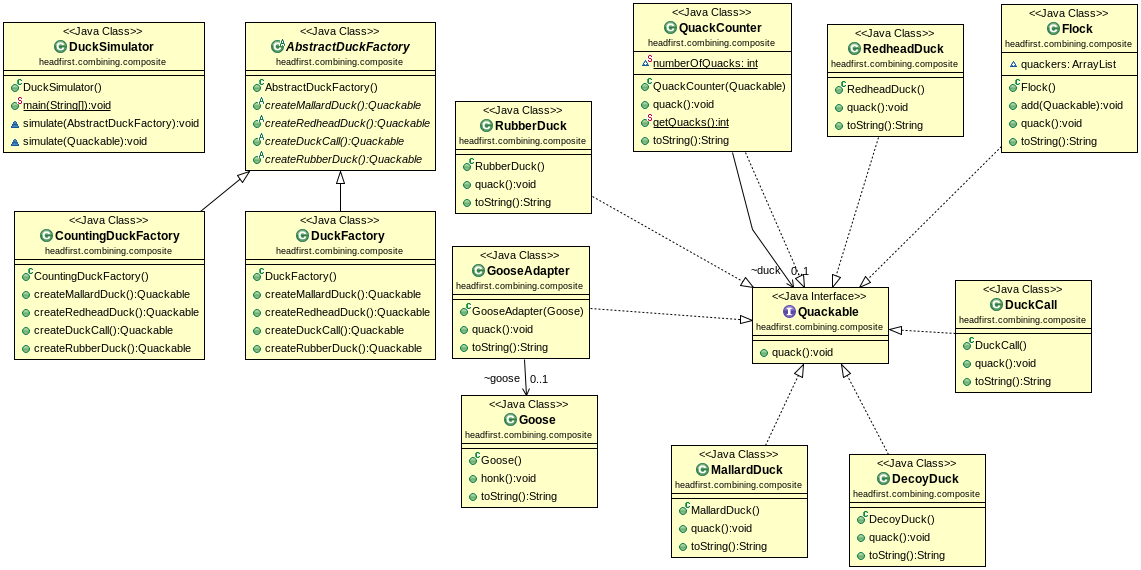 <<Java Class>>
DuckSimulator
headfirst.combining.composite
DuckSimulator()
main(String[]):void
simulate(AbstractDuckFactory):void
simulate(Quackable):void
<<Java Class>>
AbstractDuckFactory
headfirst.combining.composite
AbstractDuckFactory()
createMallardDuck():Quackable
createRedheadDuck():Quackable
createDuckCall():Quackable
createRubberDuck():Quackable
<<Java Class>>
QuackCounter
headfirst.combining.composite
numberOfQuacks: int
QuackCounter(Quackable)
quack():void
getQuacks():int
toString():String
<<Java Class>>
RedheadDuck
headfirst.combining.composite
RedheadDuck()
quack():void
toString():String
<<Java Class>>
Flock
headfirst.combining.composite
quackers: ArrayList
Flock()
add(Quackable):void
quack():void
toString():String
<<Java Class>>
RubberDuck
headfirst.combining.composite
RubberDuck()
quack():void
toString():String
<<Java Class>>
CountingDuckFactory
headfirst.combining.composite
CountingDuckFactory()
createMallardDuck():Quackable
createRedheadDuck():Quackable
createDuckCall():Quackable
createRubberDuck():Quackable
<<Java Class>>
DuckFactory
headfirst.combining.composite
DuckFactory()
createMallardDuck():Quackable
createRedheadDuck():Quackable
createDuckCall():Quackable
createRubberDuck():Quackable
<<Java Class>>
GooseAdapter
headfirst.combining.composite
GooseAdapter(Goose)
quack():void
toString():String
~duck 0..1
<<Java Interface>>
Quackable
headfirst.combining.composite
quack():void
<<Java Class>>
DuckCall
headfirst.combining.composite
DuckCall()
quack():void
toString():String
~goose 0..1
<<Java Class>>
Goose
headfirst.combining.composite
Goose()
honk():void
toString():String
<<Java Class>>
MallardDuck
headfirst.combining.composite
MallardDuck()
quack():void
toString():String
<<Java Class>>
DecoyDuck
headfirst.combining.composite
DecoyDuck()
quack():void
toString():String